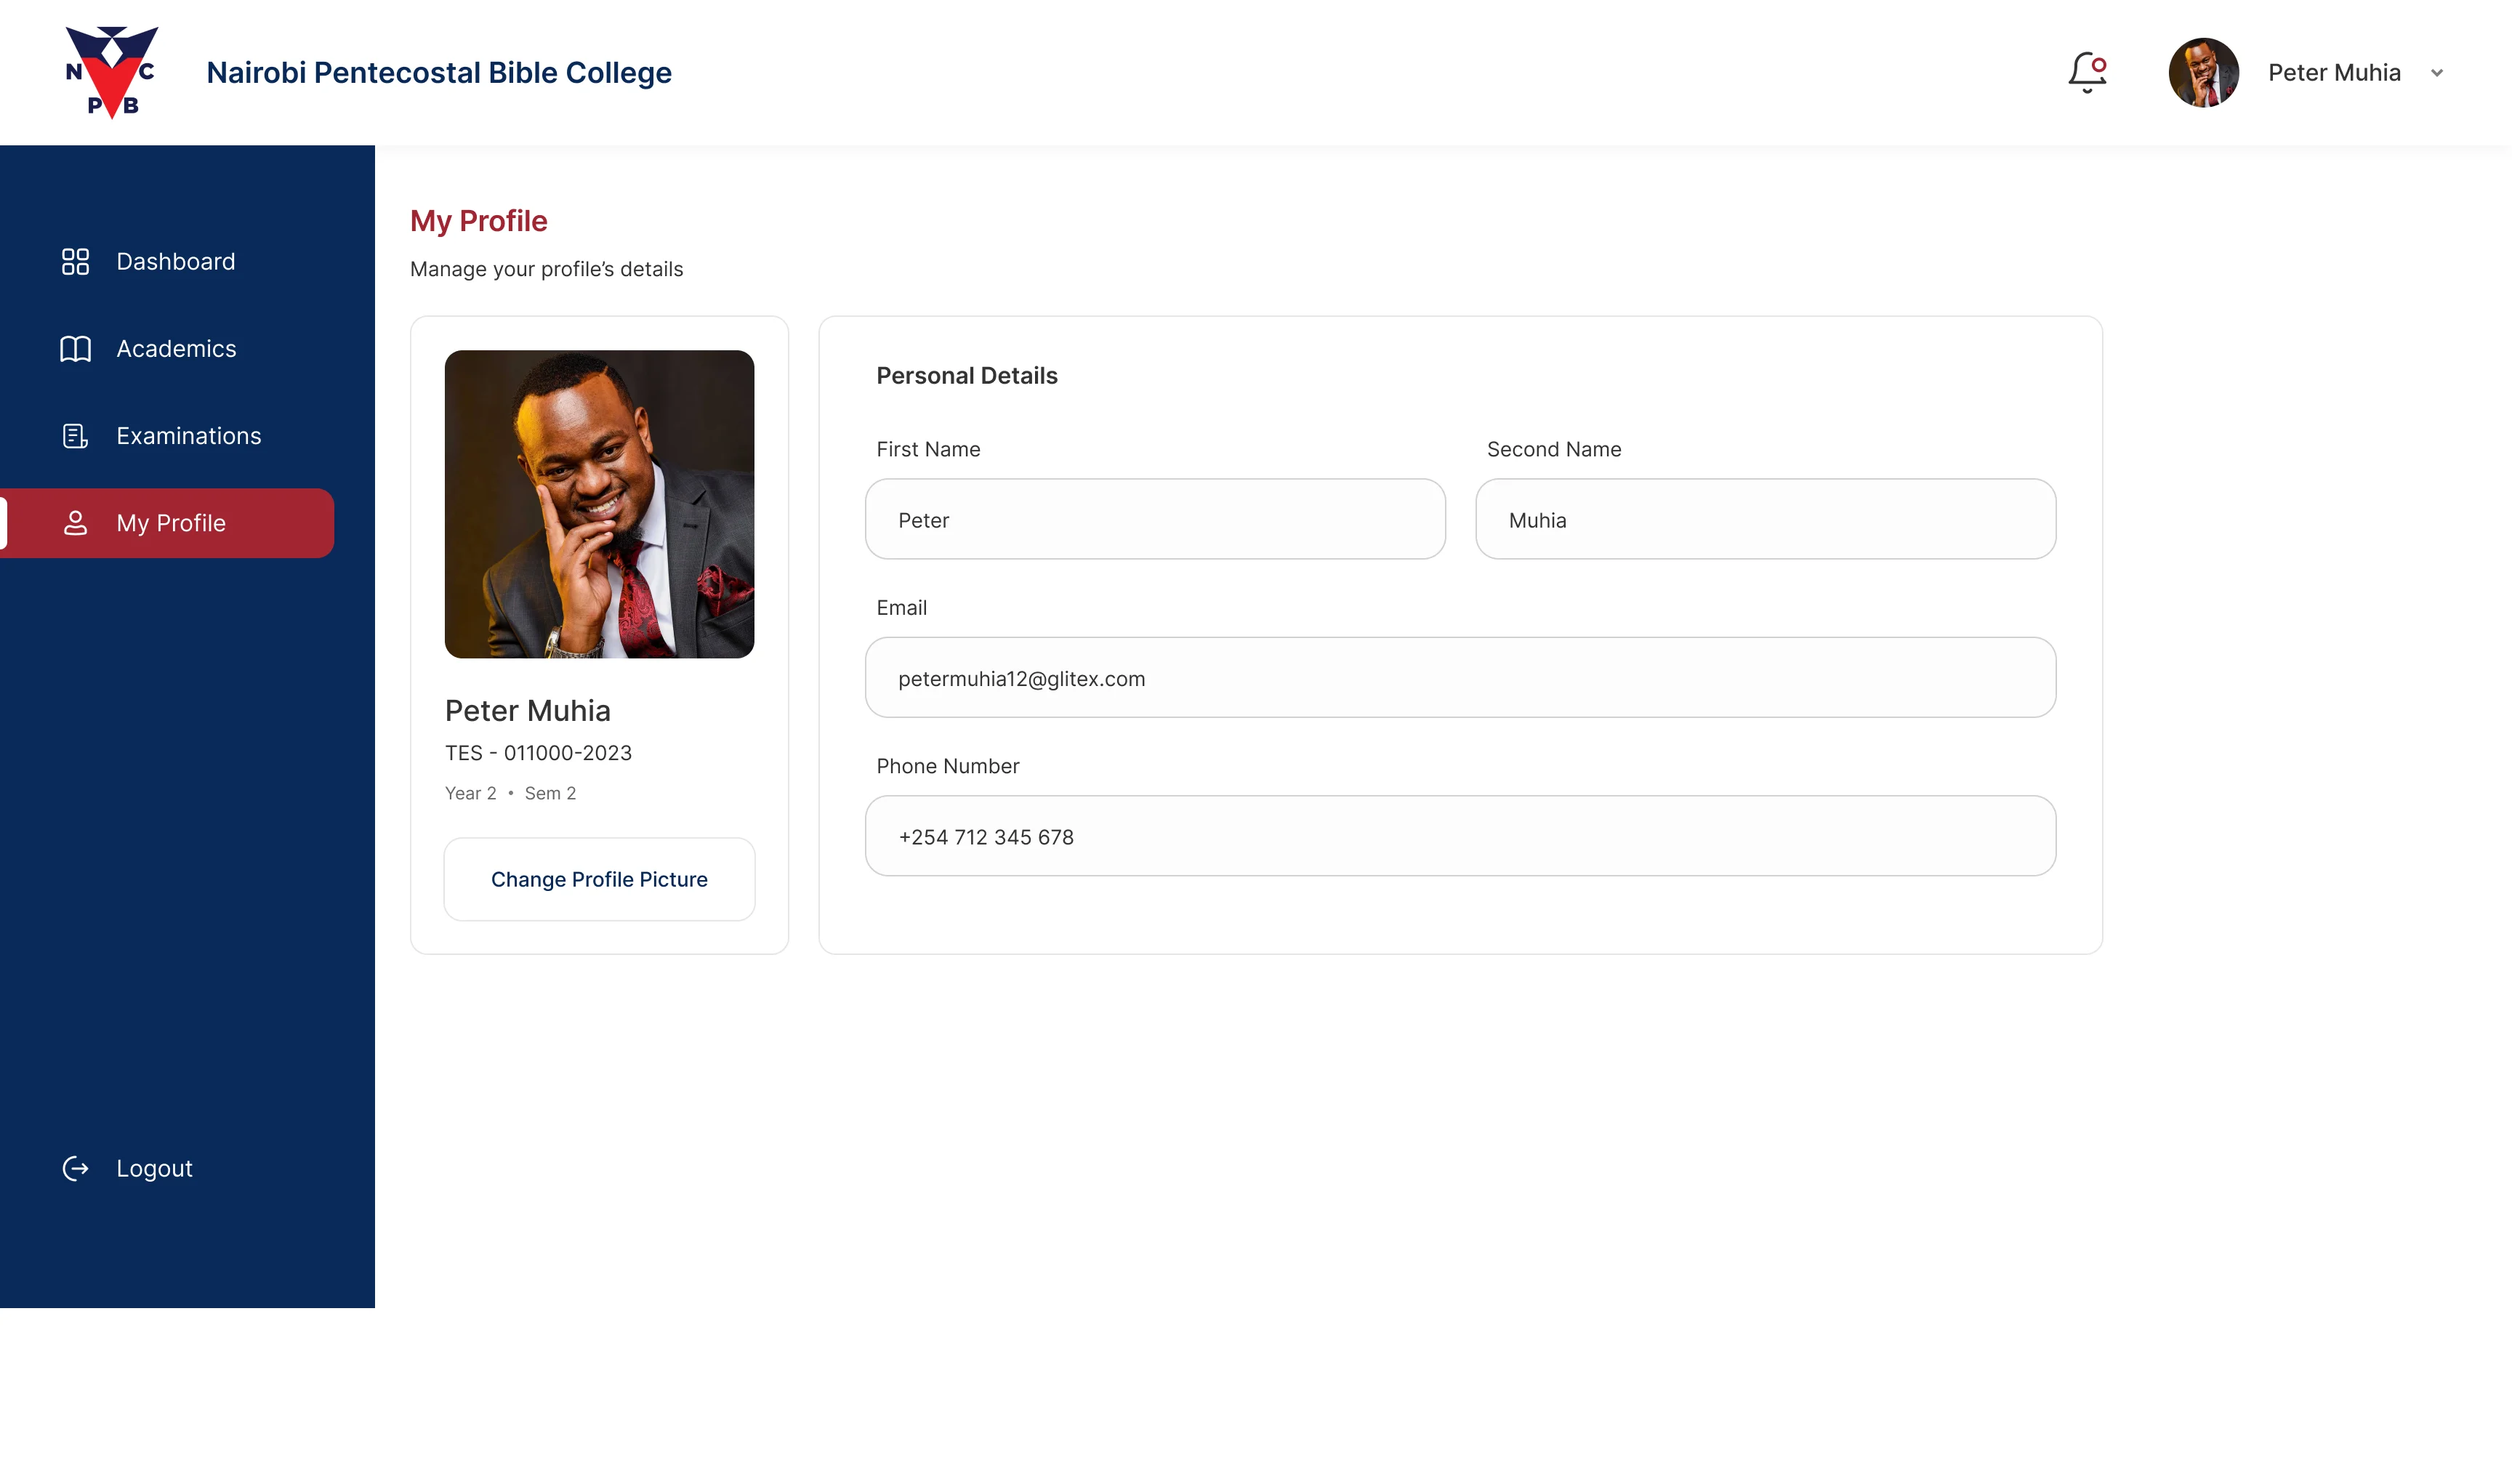 N C
P B
Nairobi Pentecostal Bible College
Peter Muhia
Dashboard
Academics
Examinations
My Profile
Logout
My Profile
Manage your profile’s details
Peter Muhia
TES - 011000-2023
Year 2 • Sem 2
Change Profile Picture
Personal Details
First Name
Second Name
Peter
Muhia
Email
petermuhia12@glitex.com
Phone Number
+254 712 345 678